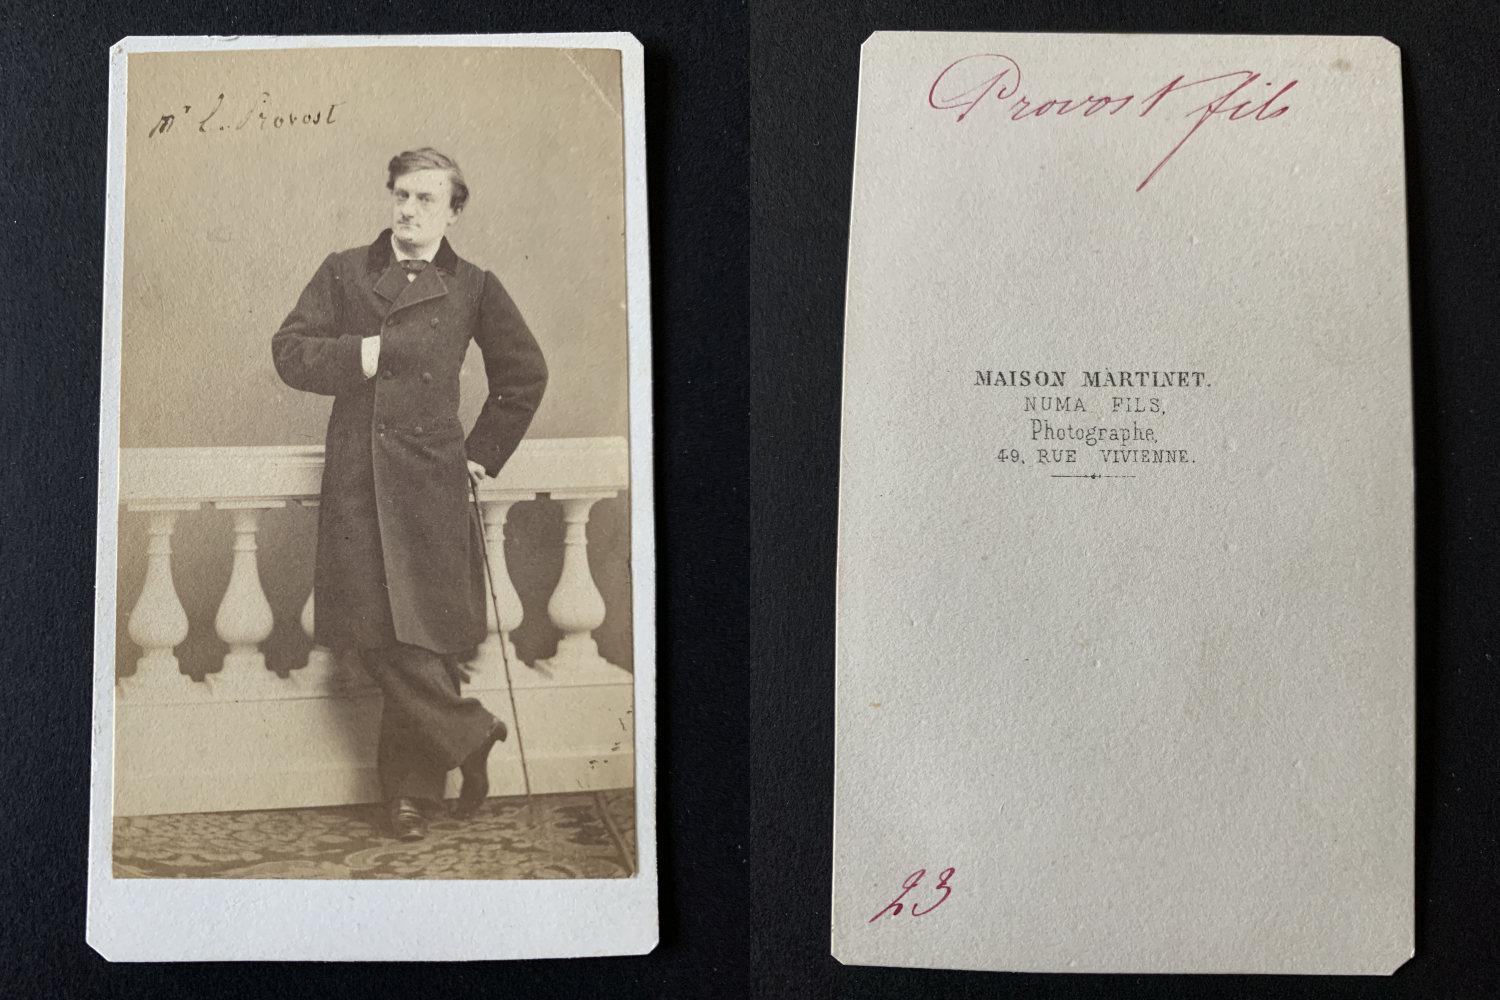 Mr L. Provost
Provost fils
MAISON MARTINET.
NUMA FILS,
Photographe,
49, RUE VIVIENNE.
23